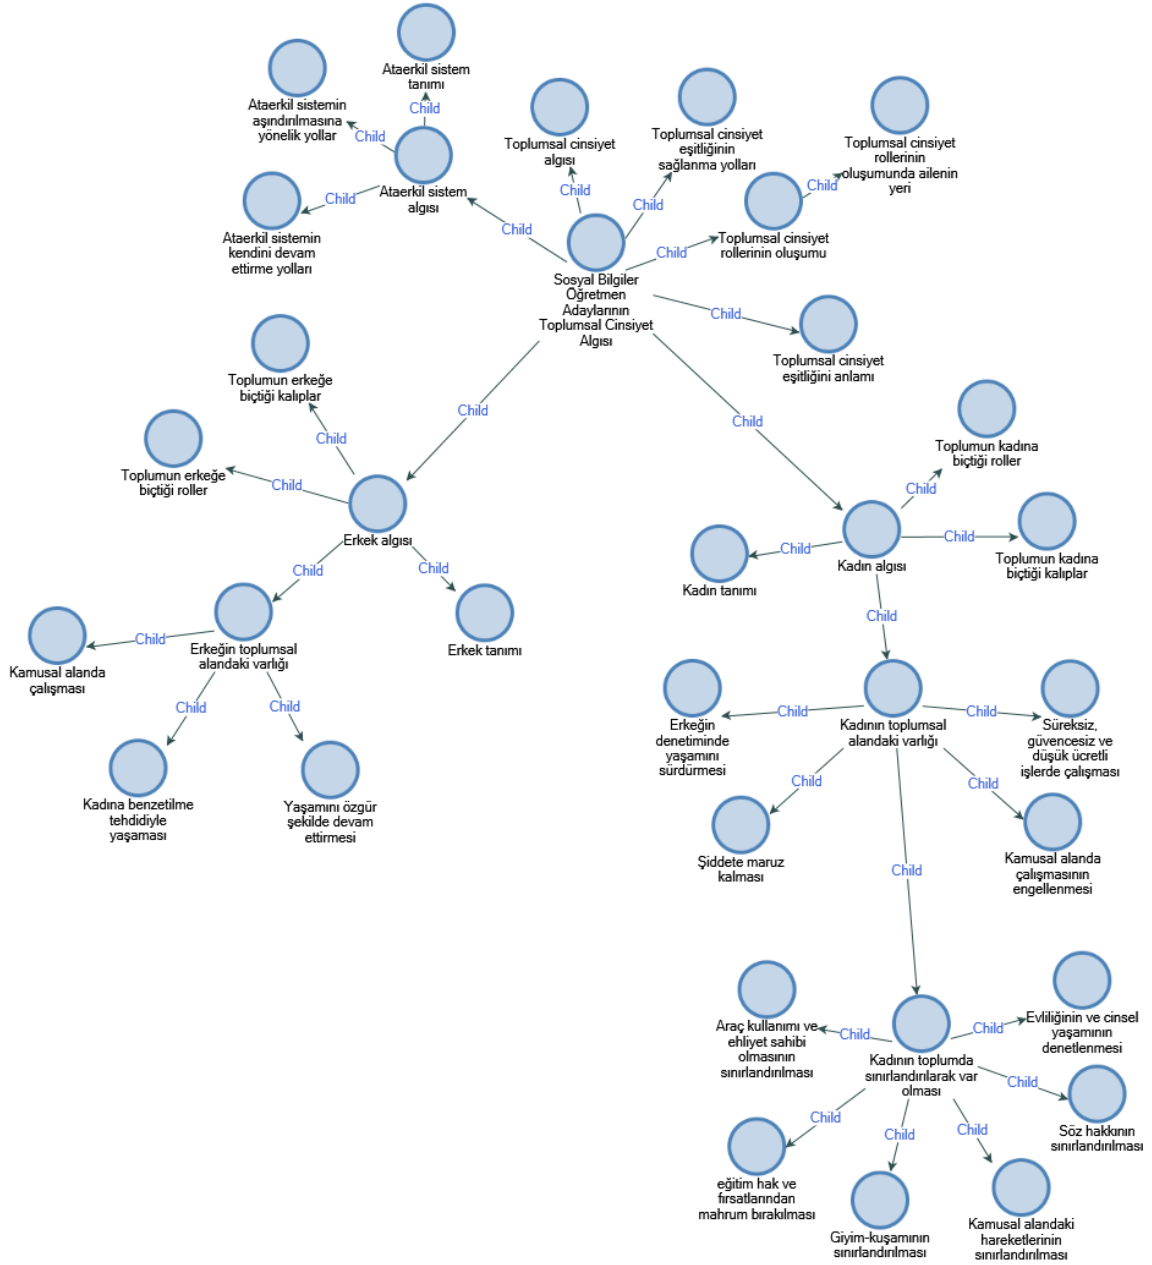 Ataerkil sistem
tanımı
Child
Ataerkil sistemin
aşındırılmasına
yönelik yollar
Child
Ataerkil sistem
algısı
Child
Ataerkil sistemin
kendini devam
ettirme yolları
Child
Toplumsal cinsiyet
algısı
Child
Toplumsal cinsiyet
eşitliğinin
sağlanma yolları
Child
Toplumsal cinsiyet
rollerinin
oluşumunda ailenin
yeri
Child
Toplumsal cinsiyet
rollerinin oluşumu
Child
Sosyal Bilgiler
Öğretmen
Adaylarının
Toplumsal Cinsiyet
Algısı
Child
Toplumsal cinsiyet
eşitliğini anlamı
Child
Child
Toplumun erkeğe
biçtiği kalıplar
Child
Toplumun erkeğe
biçtiği roller
Child
Erkek algısı
Child
Child
Erkek tanımı
Erkeğin toplumsal
alandaki varlığı
Child
Kamusal alanda
çalışması
Child
Child
Kadına benzetilme
tehdidiyle
yaşaması
Yaşamını özgür
şekilde devam
ettirmesi
Toplumun kadına
biçtiği roller
Child
Child
Toplumun kadına
biçtiği kalıplar
Kadın algısı
Child
Kadın tanımı
Child
Kadının toplumsal
alandaki varlığı
Child
Erkeğin
denetiminde
yaşamını
sürdürmesi
Child
Süreksiz,
güvencesiz ve
düşük ücretli
işlerde çalışması
Child
Şiddete maruz
kalması
Child
Kamusal alanda
çalışmasının
engellenmesi
Child
Kadının toplumda
sınırlandırılarak var
olması
Child
Araç kullanımı ve
ehliyet sahibi
olmasının
sınırlandırılması
Child
Evliliğinin ve cinsel
yaşamının
denetlenmesi
Child
Söz hakkının
sınırlandırılması
Child
eğitim hak ve
fırsatlarından
mahrum bırakılması
Child
Giyim-kuşamının
sınırlandırılması
Child
Kamusal alandaki
hareketlerinin
sınırlandırılması